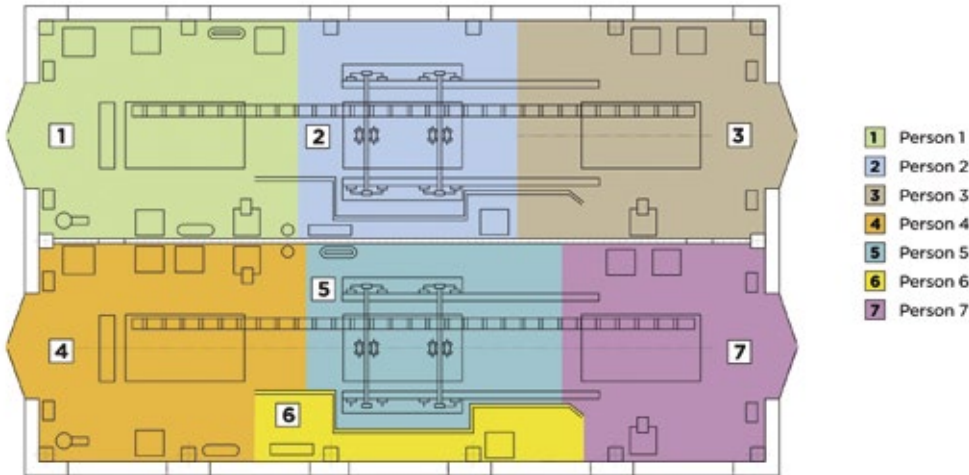 1
2
3
4
5
6
7
1 Person 1
2 Person 2
3 Person 3
4 Person 4
5 Person 5
6 Person 6
7 Person 7